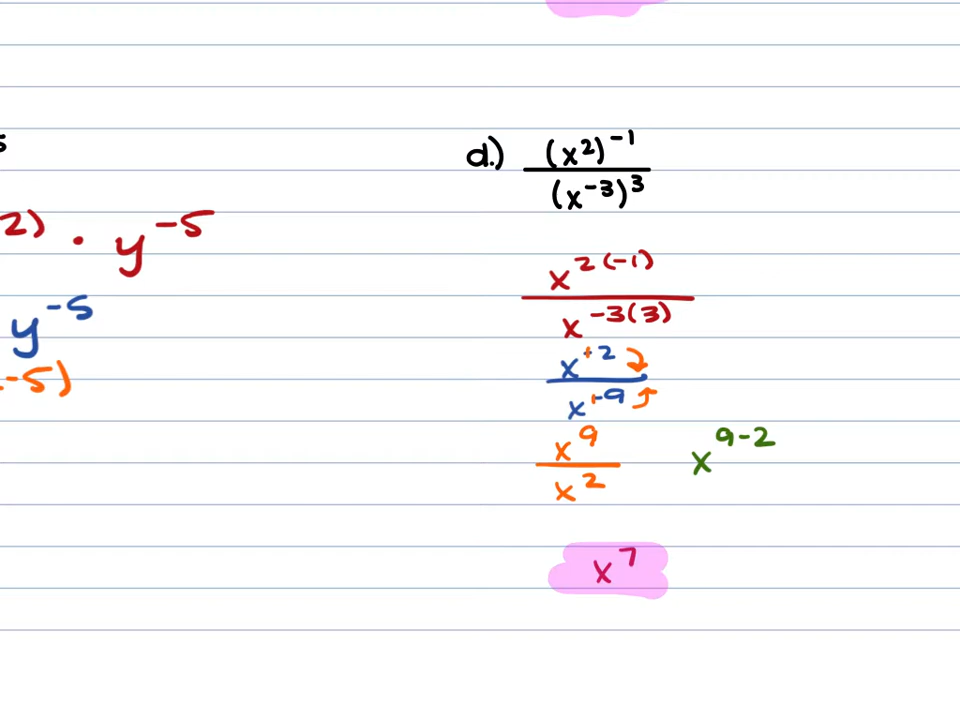 5
2) · y^-5
y^-5
-5)
d.) (x^2)^-1 / (x^-3)^3
x^2(-1) / x^-3(3)
x^-2 / x^-9
x^9 / x^2 x^9-2
x^7